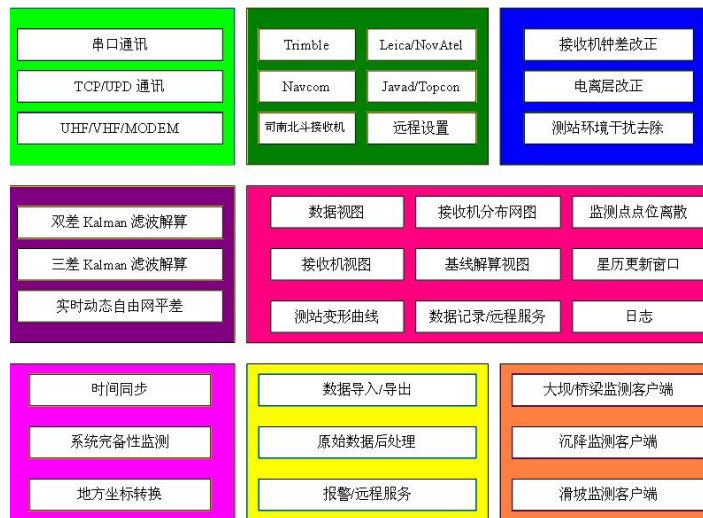 串口通讯
TCP/UPD 通讯
UHF/VHF/MODEM
Trimble
Leica/NovAtel
Navcom
Javad/Topcon
司南北斗接收机
远程设置
接收机钟差改正
电离层改正
测站环境干扰去除
双差 Kalman 滤波解算
三差 Kalman 滤波解算
实时动态自由网平差
数据视图
接收机分布网图
监测点点位离散
接收机视图
基线解算视图
星历更新窗口
测站变形曲线
数据记录/远程服务
日志
时间同步
系统完备性监测
地方坐标转换
数据导入/导出
原始数据后处理
报警/远程服务
大坝/桥梁监测客户端
沉降监测客户端
滑坡监测客户端